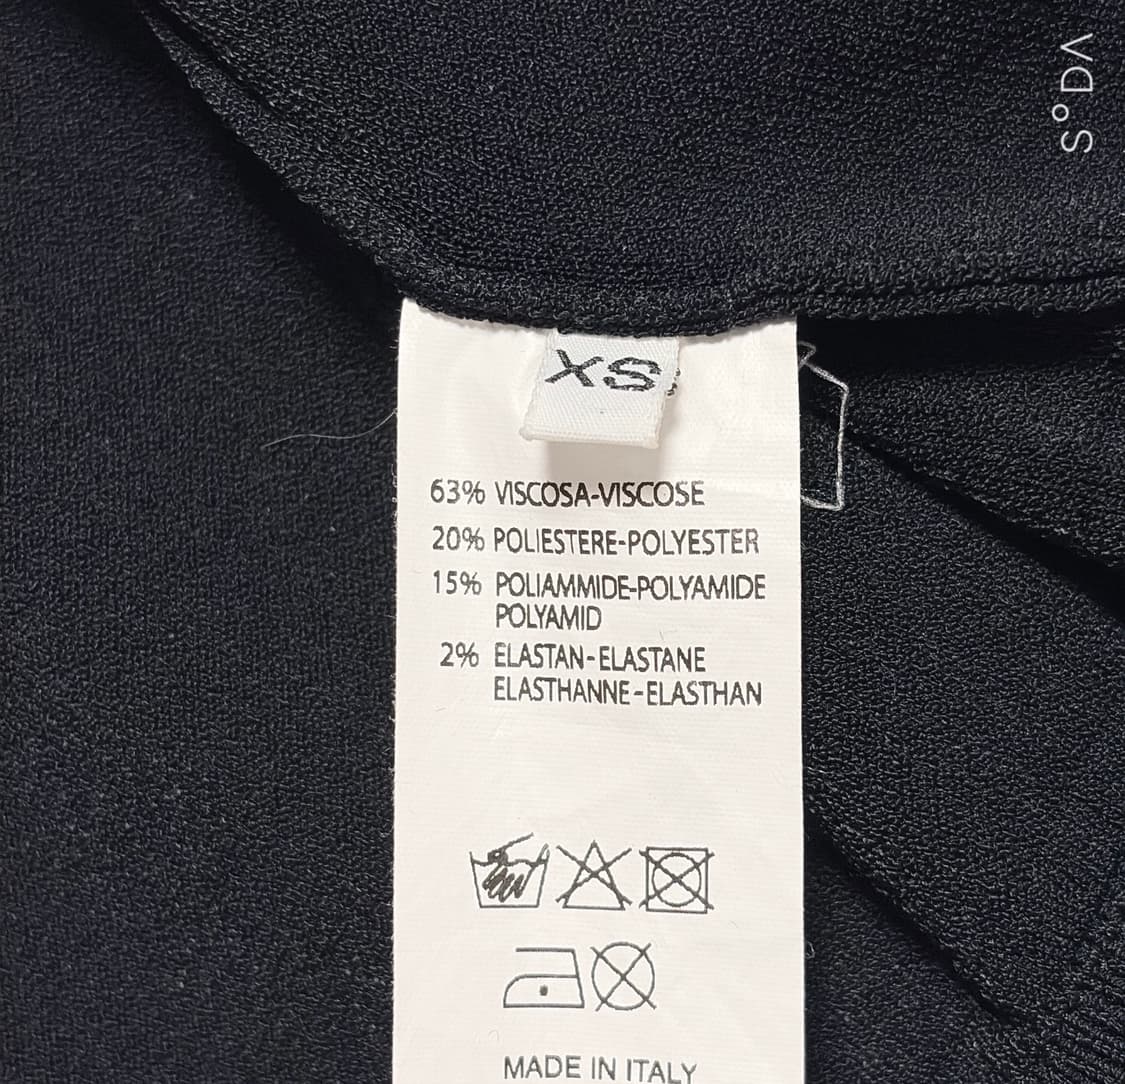 XS
63% VISCOSA-VISCOSE
20% POLIESTERE-POLYESTER
15% POLIAMMIDE-POLYAMIDE
POLYAMID
2% ELASTAN-ELASTANE
ELASTHANNE-ELASTHAN
MADE IN ITALY